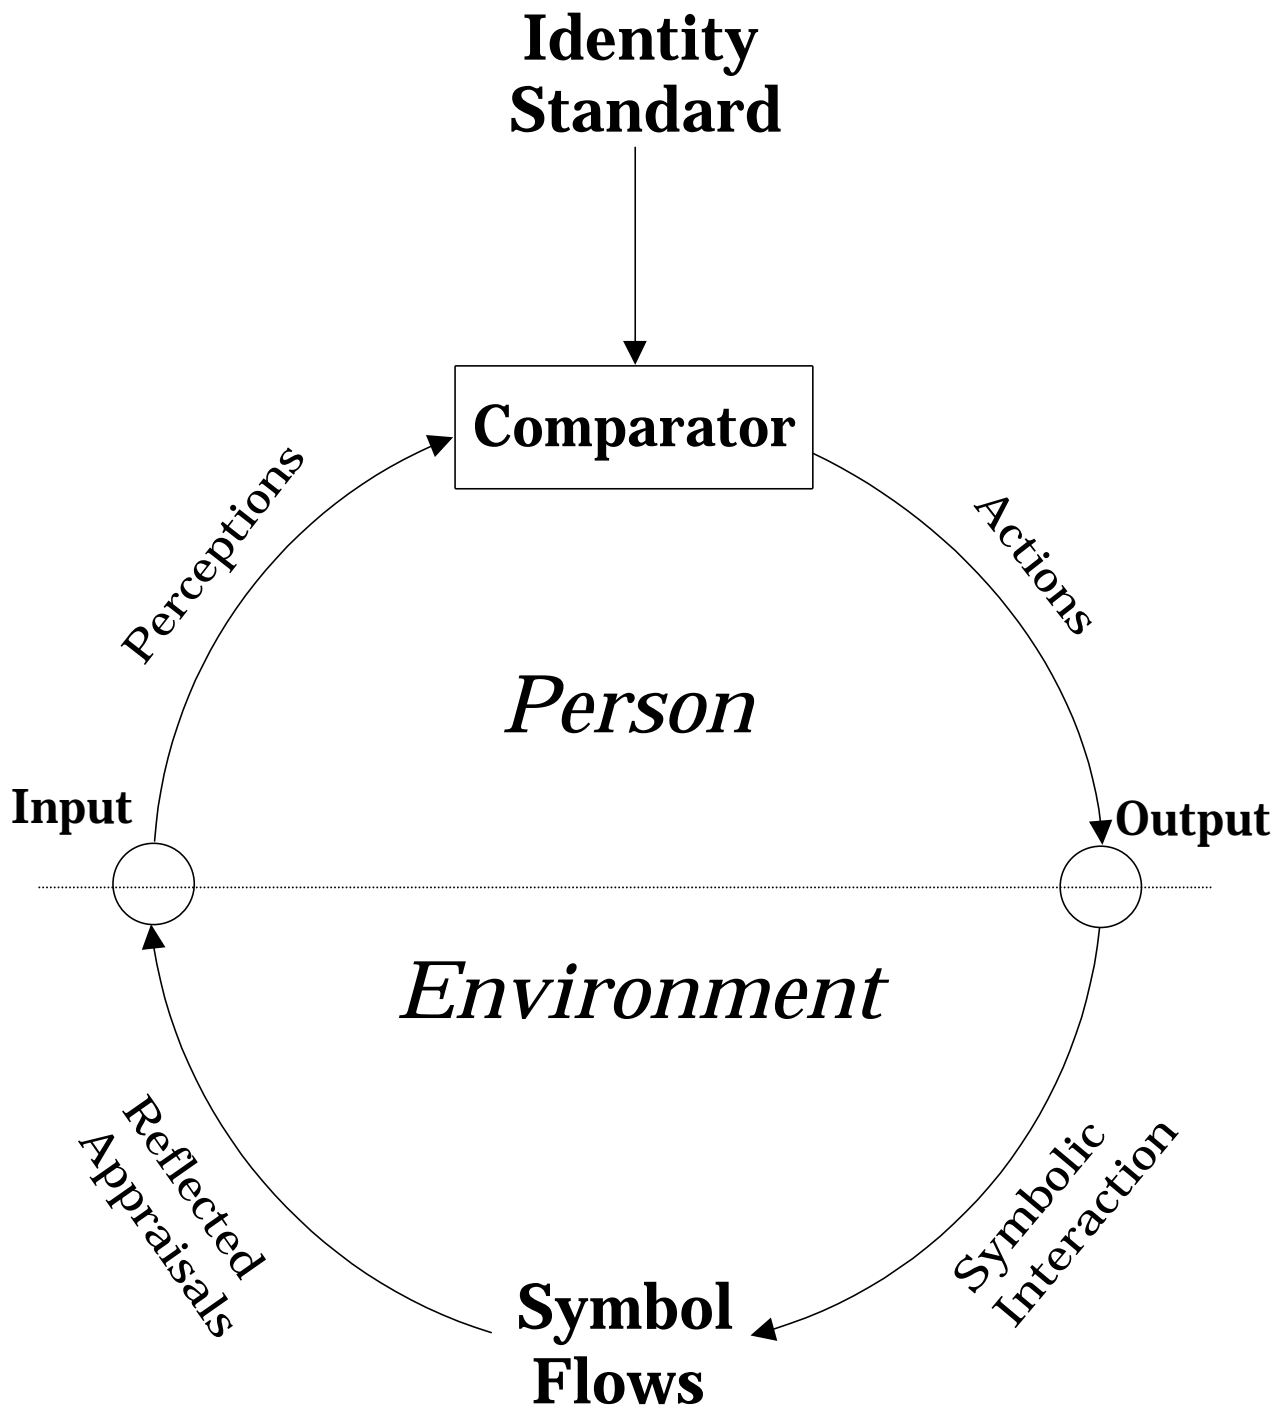 Identity
Standard
Comparator
Perceptions
Actions
Person
Input
Output
Environment
Reflected
Appraisals
Symbolic
Interaction
Symbol
Flows